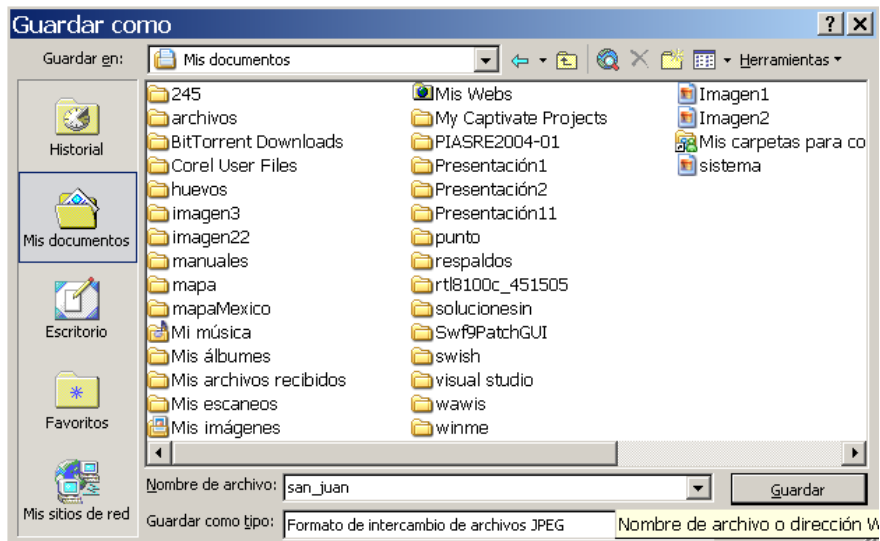 Guardar como
Guardar en: Mis documentos Herramientas
Historial
Mis documentos
Escritorio
Favoritos
Mis sitios de red
245
archivos
BitTorrent Downloads
Corel User Files
huevos
imagen3
imagen22
manuales
mapa
mapaMexico
Mi música
Mis álbumes
Mis archivos recibidos
Mis escaneos
Mis imágenes
Mis Webs
My Captivate Projects
PIASRE2004-01
Presentación1
Presentación2
Presentación11
punto
respaldos
rtl8100c_451505
solucionesin
Swf9PatchGUI
swish
visual studio
wawis
winme
Imagen1
Imagen2
Mis carpetas para co
sistema
Nombre de archivo: san_juan Guardar
Guardar como tipo: Formato de intercambio de archivos JPEG Nombre de archivo o dirección W